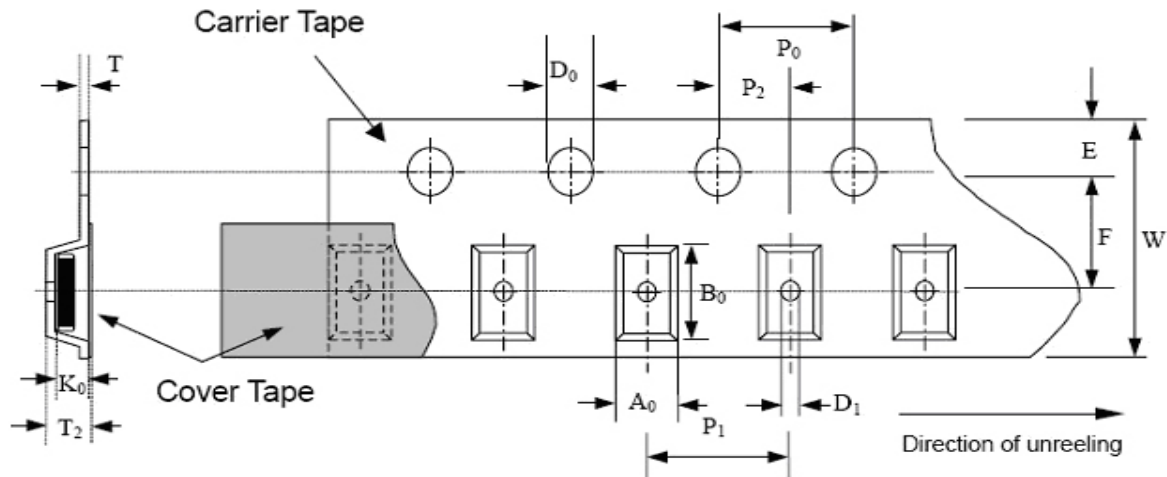 Carrier Tape
T
D₀
P₀
P₂
E
F
W
B₀
K₀
Cover Tape
A₀
D₁
T₂
P₁
Direction of unreeling